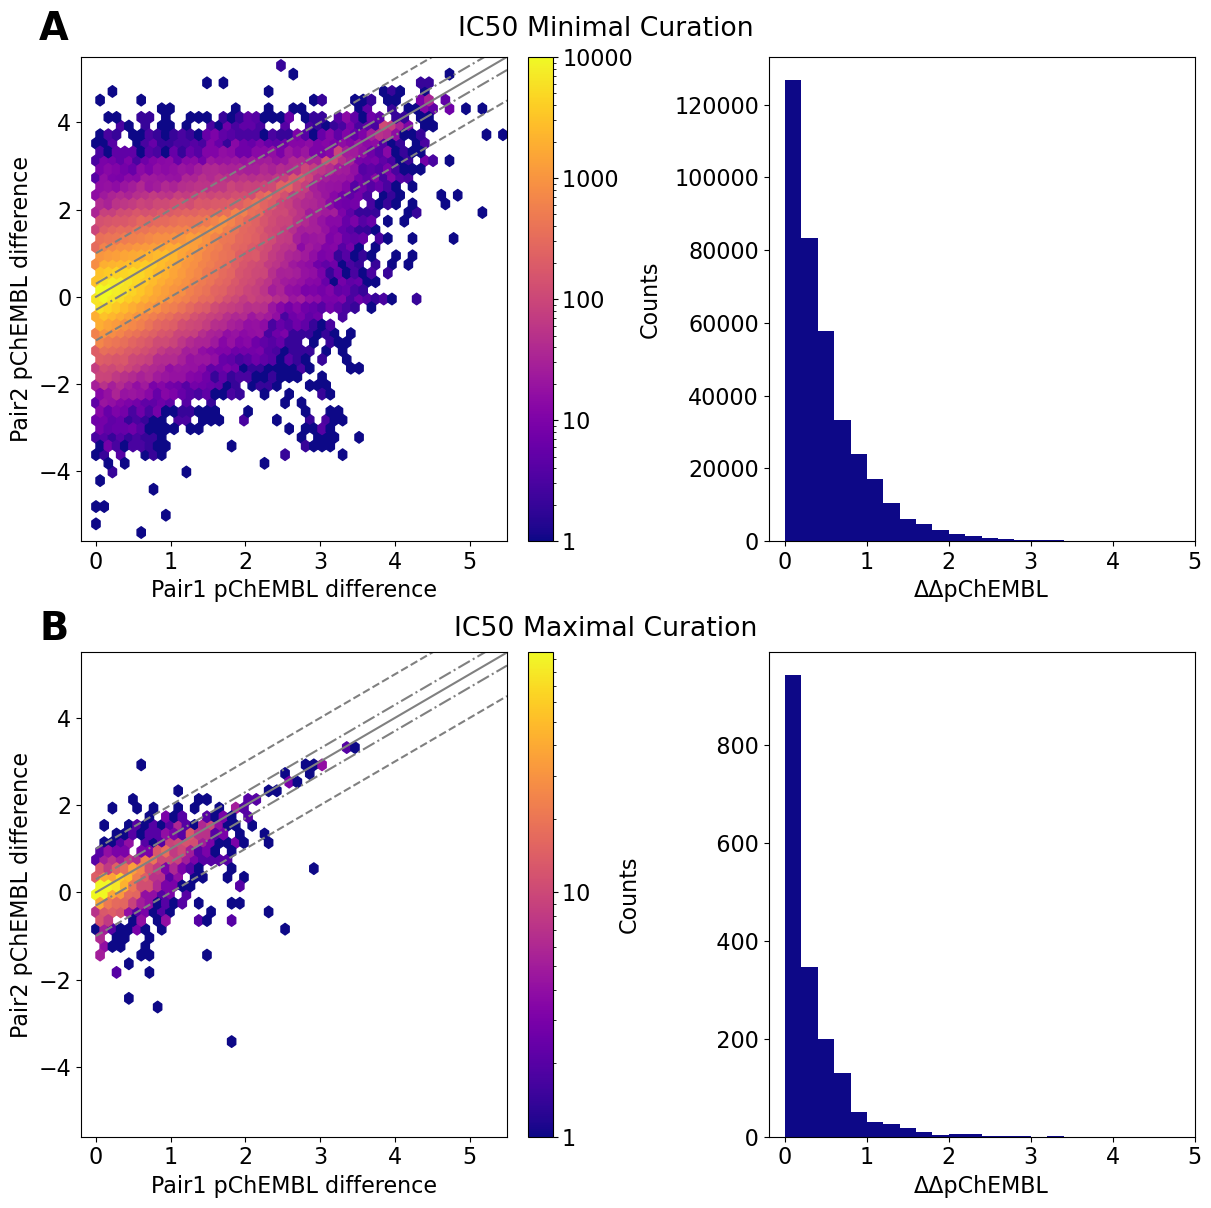 A
IC50 Minimal Curation
4
2
0
−2
−4
Pair2 pChEMBL difference
0 1 2 3 4 5
Pair1 pChEMBL difference
10000
1000
100
10
1
Counts
120000
100000
80000
60000
40000
20000
0
0 1 2 3 4 5
ΔΔpChEMBL
B
IC50 Maximal Curation
4
2
0
−2
−4
Pair2 pChEMBL difference
0 1 2 3 4 5
Pair1 pChEMBL difference
10
1
Counts
800
600
400
200
0
0 1 2 3 4 5
ΔΔpChEMBL